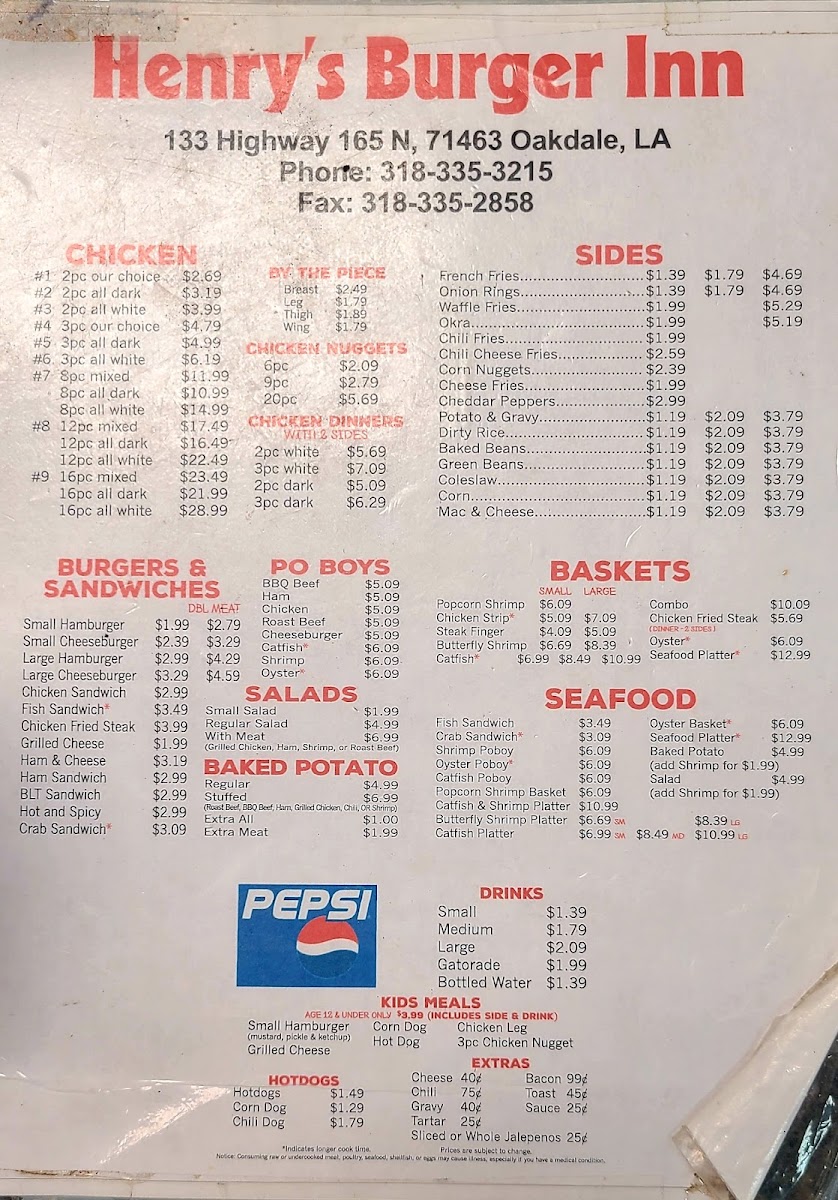 Henry's Burger Inn
133 Highway 165 N, 71463 Oakdale, LA
Phone: 318-335-3215
Fax: 318-335-2858
CHICKEN
#1 2pc our choice $2.69
#2 2pc all dark $3.19
#3 2pc all white $3.99
#4 3pc our choice $4.79
#5 3pc all dark $4.99
#6 3pc all white $6.19
#7 8pc mixed $11.99
8pc all dark $10.99
8pc all white $14.99
#8 12pc mixed $17.49
12pc all dark $16.49
12pc all white $22.49
#9 16pc mixed $23.49
16pc all dark $21.99
16pc all white $28.99
BY THE PIECE
Breast $2.49
Leg $1.79
Thigh $1.89
Wing $1.79
CHICKEN NUGGETS
6pc $2.09
9pc $2.79
20pc $5.69
CHICKEN DINNERS
WITH 2 SIDES
2pc white $5.69
3pc white $7.09
2pc dark $5.09
3pc dark $6.29
SIDES
French Fries............................$1.39 $1.79 $4.69
Onion Rings............................$1.39 $1.79 $4.69
Waffle Fries............................$1.99 $5.29
Okra............................$1.99 $5.19
Chili Fries............................$1.99
Chili Cheese Fries....................$2.59
Corn Nuggets............................$2.39
Cheese Fries............................$1.99
Cheddar Peppers....................$2.99
Potato & Gravy............................$1.19 $2.09 $3.79
Dirty Rice............................$1.19 $2.09 $3.79
Baked Beans............................$1.19 $2.09 $3.79
Green Beans............................$1.19 $2.09 $3.79
Coleslaw............................$1.19 $2.09 $3.79
Corn............................$1.19 $2.09 $3.79
Mac & Cheese............................$1.19 $2.09 $3.79
BURGERS &
SANDWICHES
DBL MEAT
Small Hamburger $1.99 $2.79
Small Cheeseburger $2.39 $3.29
Large Hamburger $2.99 $4.29
Large Cheeseburger $3.29 $4.59
Chicken Sandwich $2.99
Fish Sandwich* $3.49
Chicken Fried Steak $3.99
Grilled Cheese $1.99
Ham & Cheese $3.19
Ham Sandwich $2.99
BLT Sandwich $2.99
Hot and Spicy $2.99
Crab Sandwich* $3.09
PO BOYS
BBQ Beef $5.09
Ham $5.09
Chicken $5.09
Roast Beef $5.09
Cheeseburger $5.09
Catfish* $6.09
Shrimp $6.09
Oyster* $6.09
SALADS
Small Salad $1.99
Regular Salad $4.99
With Meat $6.99
(Grilled Chicken, Ham, Shrimp, or Roast Beef)
BAKED POTATO
Regular $4.99
Stuffed $6.99
(Roast Beef, BBQ Beef, Ham, Grilled Chicken, Chili, OR Shrimp)
Extra All $1.00
Extra Meat $1.99
BASKETS
SMALL LARGE
Popcorn Shrimp $6.09
Chicken Strip* $5.09 $7.09
Steak Finger $4.09 $5.09
Butterfly Shrimp $6.69 $8.39
Catfish* $6.99 $8.49 $10.99
Combo $10.09
Chicken Fried Steak $5.69
(DINNER - 2 SIDES)
Oyster* $6.09
Seafood Platter* $12.99
SEAFOOD
Fish Sandwich $3.49
Crab Sandwich* $3.09
Shrimp Poboy $6.09
Oyster Poboy* $6.09
Catfish Poboy $6.09
Popcorn Shrimp Basket $6.09
Catfish & Shrimp Platter $10.99
Butterfly Shrimp Platter $6.69 SM $8.39 LG
Catfish Platter $6.99 SM $8.49 MD $10.99 LG
Oyster Basket* $6.09
Seafood Platter* $12.99
Baked Potato $4.99
(add Shrimp for $1.99)
Salad $4.99
(add Shrimp for $1.99)
PEPSI
DRINKS
Small $1.39
Medium $1.79
Large $2.09
Gatorade $1.99
Bottled Water $1.39
KIDS MEALS
AGE 12 & UNDER ONLY $3.99 (INCLUDES SIDE & DRINK)
Small Hamburger Corn Dog Chicken Leg
(mustard, pickle & ketchup) Hot Dog 3pc Chicken Nugget
Grilled Cheese
HOTDOGS
Hotdogs $1.49
Corn Dog $1.29
Chili Dog $1.79
EXTRAS
Cheese 40¢ Bacon 99¢
Chili 75¢ Toast 45¢
Gravy 40¢ Sauce 25¢
Tartar 25¢
Sliced or Whole Jalepenos 25¢
*Indicates longer cook time. Prices are subject to change.
Notice: Consuming raw or undercooked meat, poultry, seafood, shellfish, or eggs may cause illness, especially if you have a medical condition.